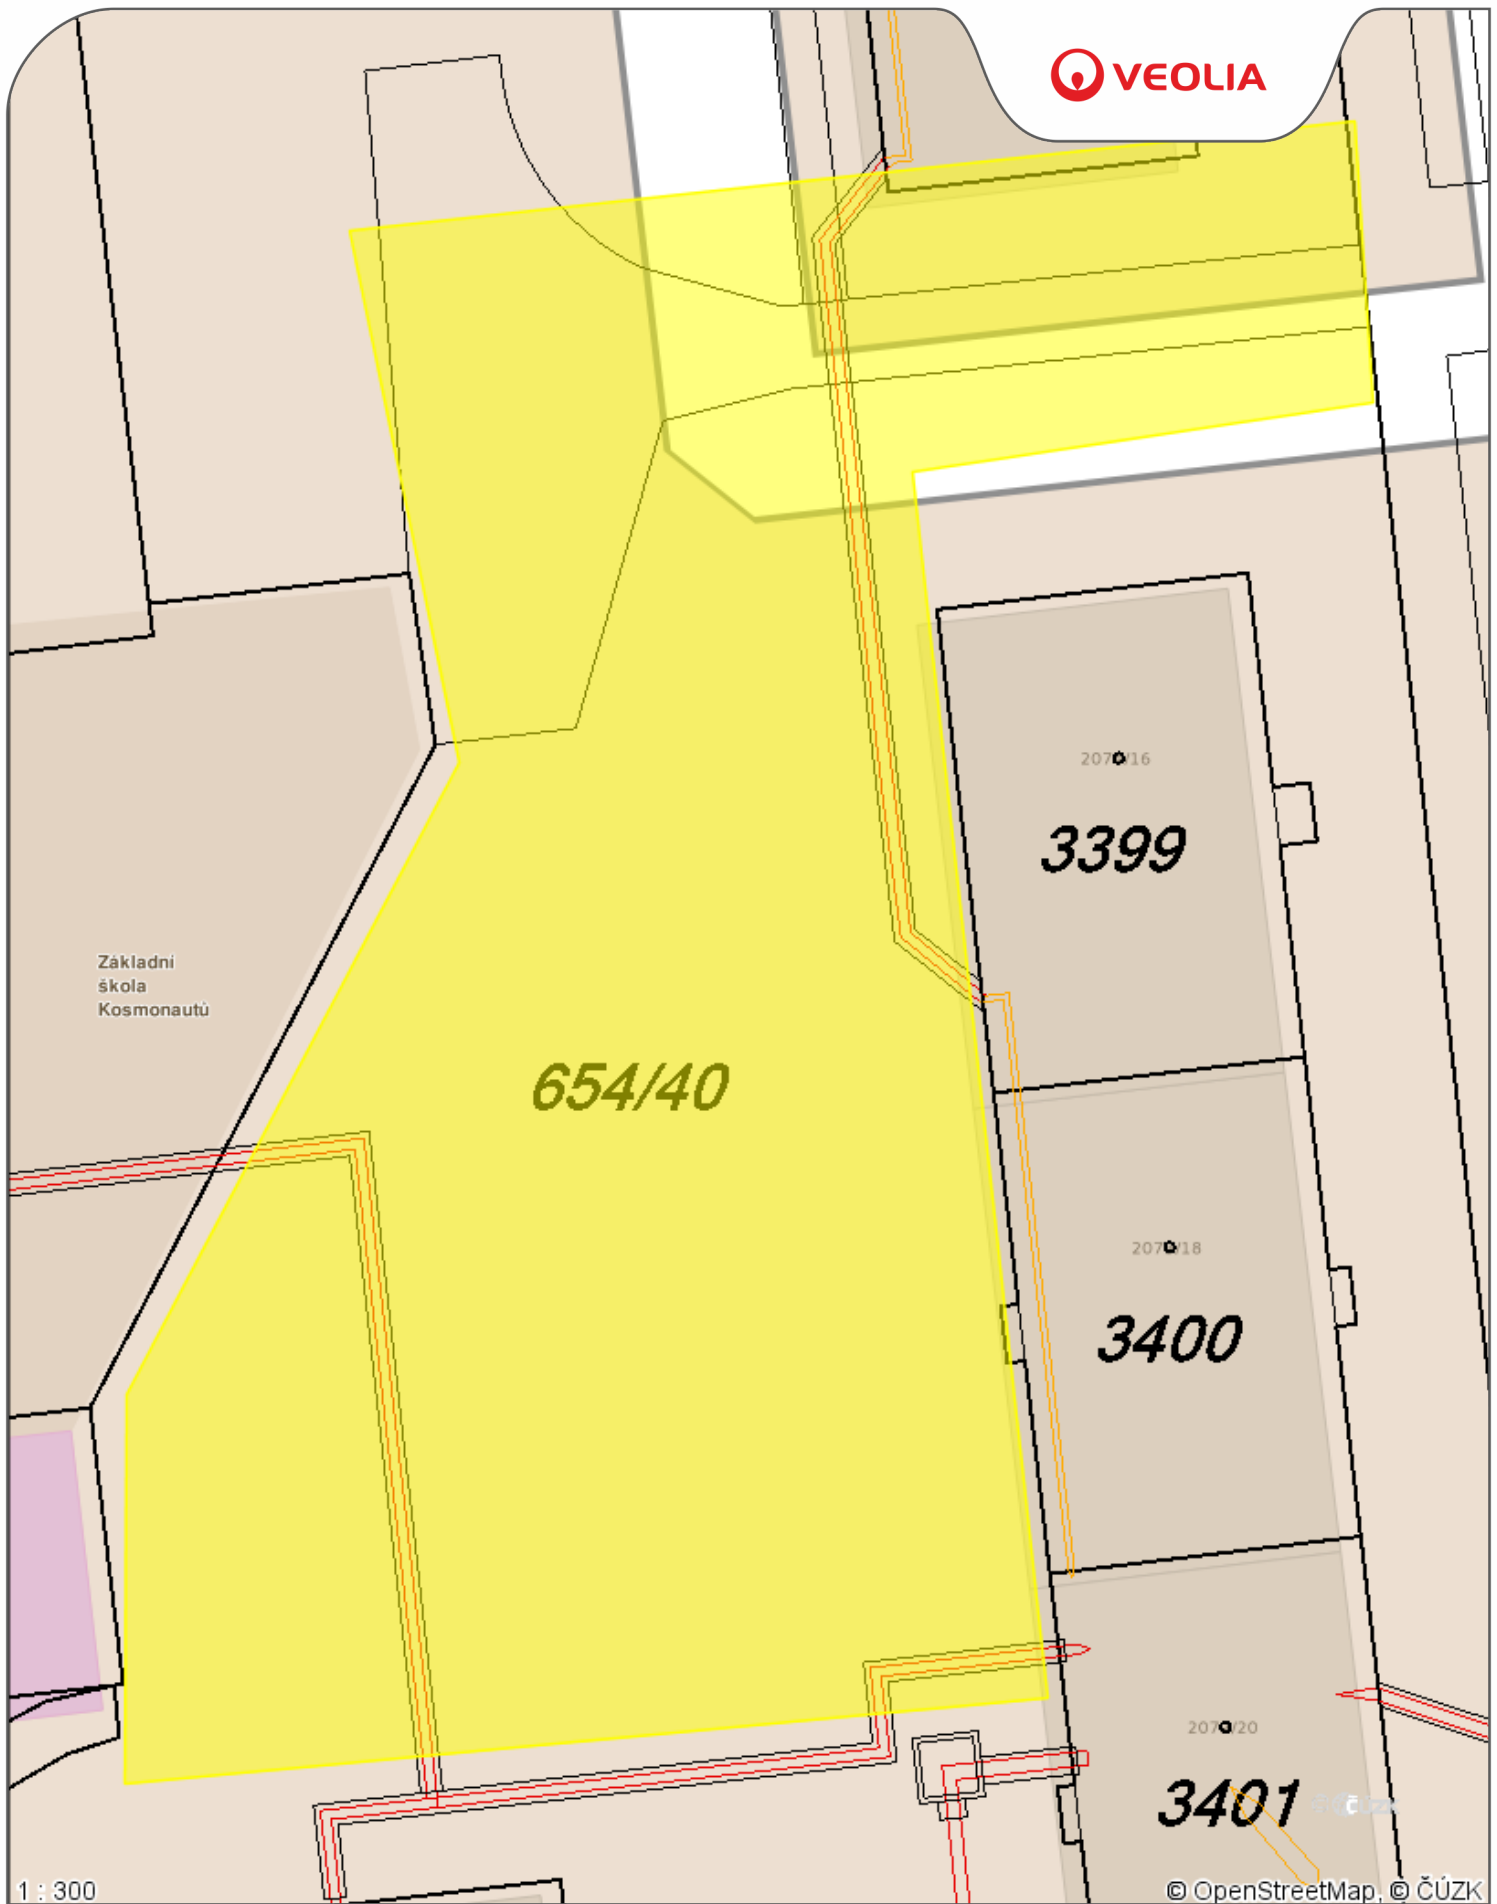 VEOLIA
3399
Základní
škola
Kosmonautů
654/40
3400
3401
1 : 300
© OpenStreetMap, © ČÚZK